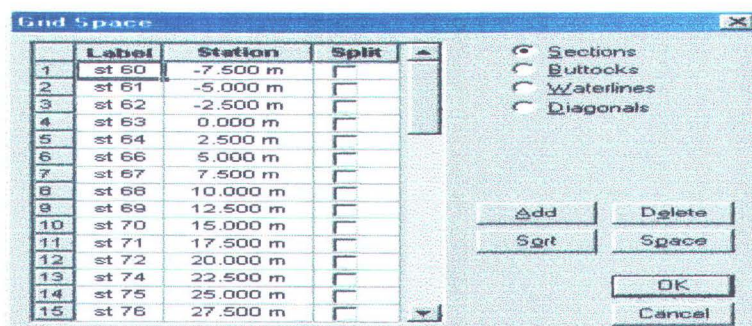 Grid Space
Label Station Split
1 st 60 -7.500 m
2 st 61 -5.000 m
3 st 62 -2.500 m
4 st 63 0.000 m
5 st 64 2.500 m
6 st 66 5.000 m
7 st 67 7.500 m
8 st 68 10.000 m
9 st 69 12.500 m
10 st 70 15.000 m
11 st 71 17.500 m
12 st 72 20.000 m
13 st 74 22.500 m
14 st 75 25.000 m
15 st 76 27.500 m
Sections
Buttocks
Waterlines
Diagonals
Add Delete
Sort Space
OK
Cancel